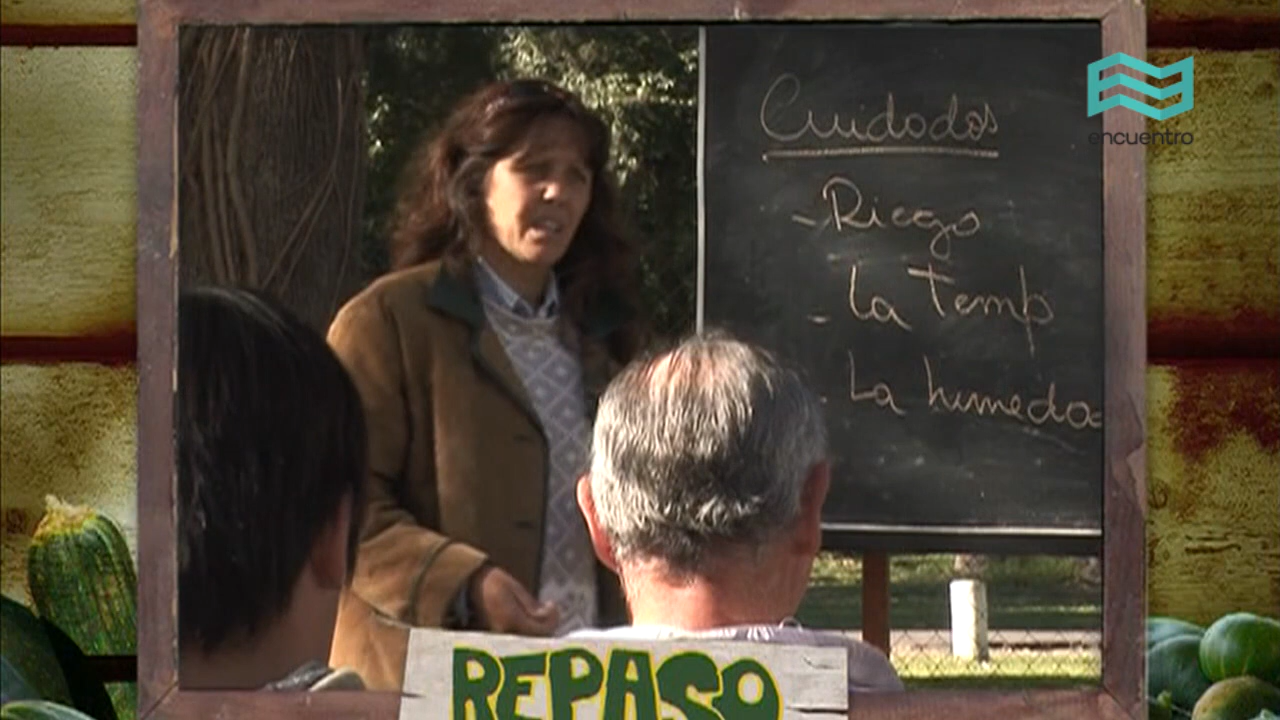 Cuidados
- Riego
- La Temp
- La humeda
encuentro
REPASO